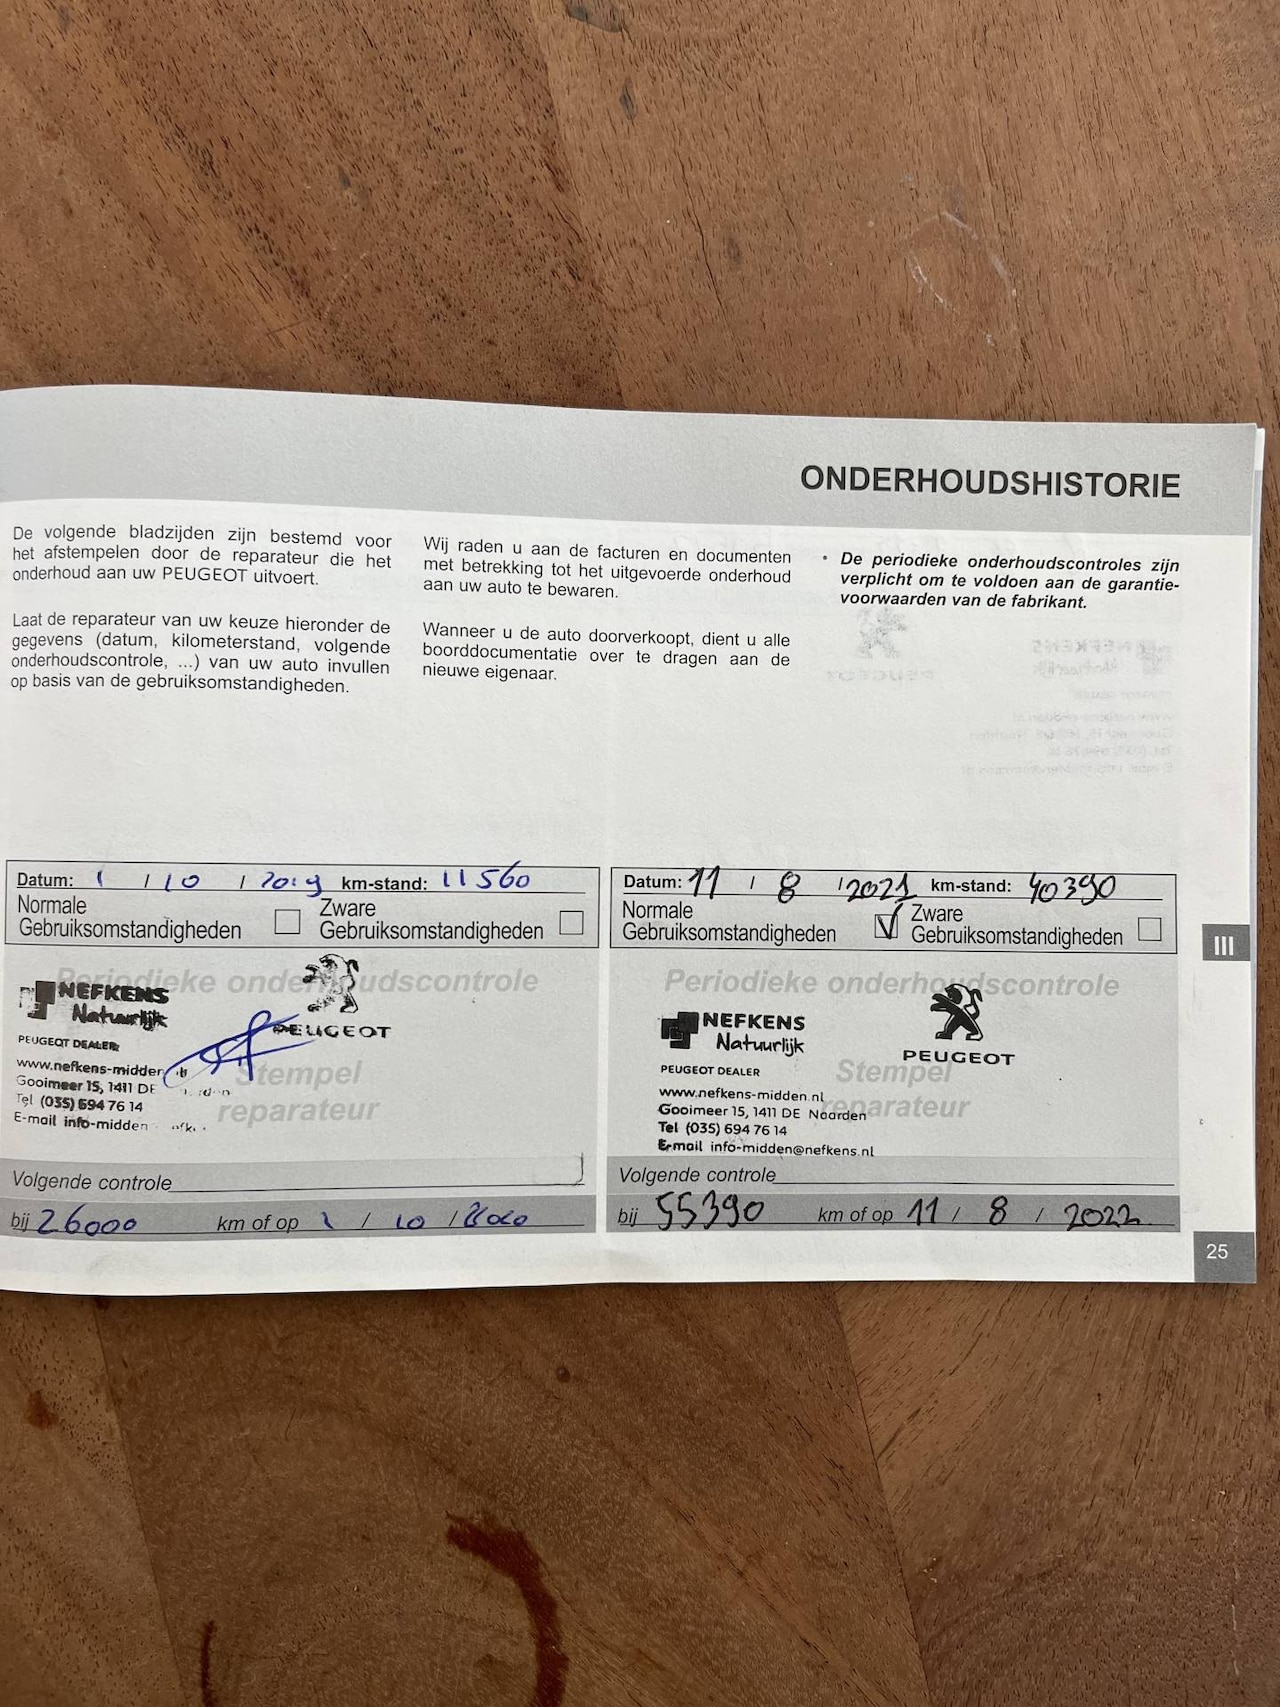 ONDERHOUDSHISTORIE
De volgende bladzijden zijn bestemd voor
het afstempelen door de reparateur die het
onderhoud aan uw PEUGEOT uitvoert.
Laat de reparateur van uw keuze hieronder de
gegevens (datum, kilometerstand, volgende
onderhoudscontrole, ...) van uw auto invullen
op basis van de gebruiksomstandigheden.
Wij raden u aan de facturen en documenten
met betrekking tot het uitgevoerde onderhoud
aan uw auto te bewaren.
Wanneer u de auto doorverkoopt, dient u alle
boorddocumentatie over te dragen aan de
nieuwe eigenaar.
• De periodieke onderhoudscontroles zijn
verplicht om te voldoen aan de garantie-
voorwaarden van de fabrikant.
Datum: 1 / 10 / 2019 km-stand: 11560
Normale
Gebruiksomstandigheden
Zware
Gebruiksomstandigheden
Periodieke onderhoudscontrole
NEFKENS
Natuurlijk
PEUGEOT
PEUGEOT DEALER
www.nefkens-midden
Gooimeer 15, 1411 DE
Tel (035) 694 76 14
E-mail info-midden
Stempel
reparateur
Volgende controle
bij 26000 km of op 1 / 10 / 2020
Datum: 11 / 8 / 2021 km-stand: 40390
Normale
Gebruiksomstandigheden
Zware
Gebruiksomstandigheden
Periodieke onderhoudscontrole
NEFKENS
Natuurlijk
PEUGEOT
PEUGEOT DEALER
www.nefkens-midden.nl
Gooimeer 15, 1411 DE Naarden
Tel (035) 694 76 14
E-mail info-midden@nefkens.nl
Stempel
reparateur
Volgende controle
bij 55390 km of op 11 / 8 / 2022
III
25